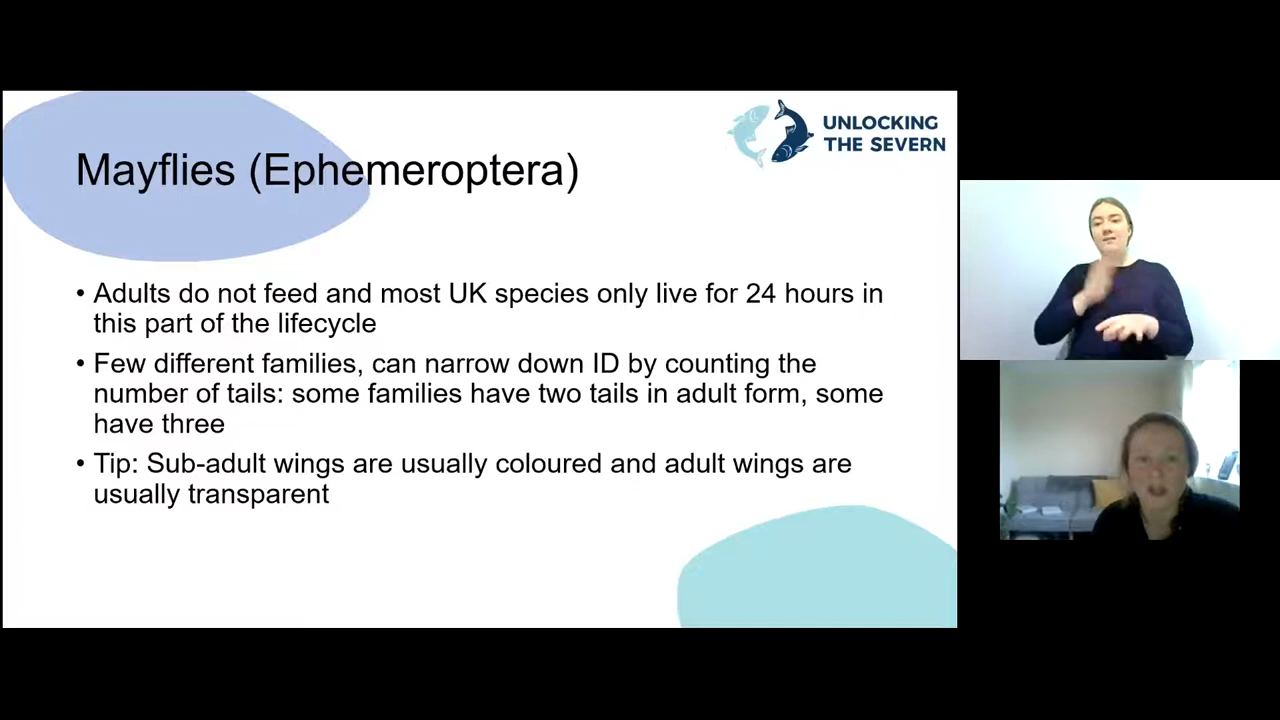 UNLOCKING
THE SEVERN
Mayflies (Ephemeroptera)
• Adults do not feed and most UK species only live for 24 hours in
this part of the lifecycle
• Few different families, can narrow down ID by counting the
number of tails: some families have two tails in adult form, some
have three
• Tip: Sub-adult wings are usually coloured and adult wings are
usually transparent